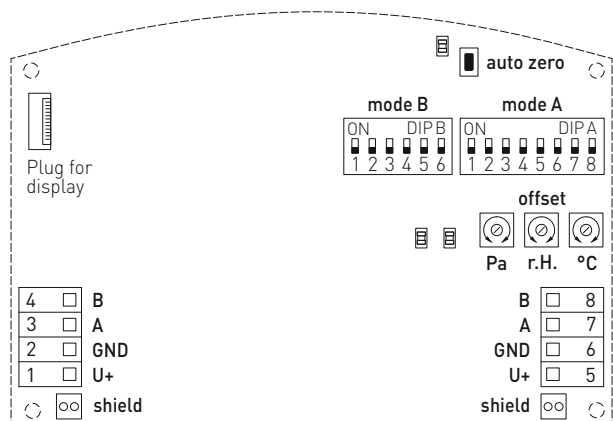 auto zero
mode B mode A
ON DIP B ON DIP A
1 2 3 4 5 6 1 2 3 4 5 6 7 8
Plug for
display
offset
Pa r.H. °C
4 B B 8
3 A A 7
2 GND GND 6
1 U+ U+ 5
shield shield